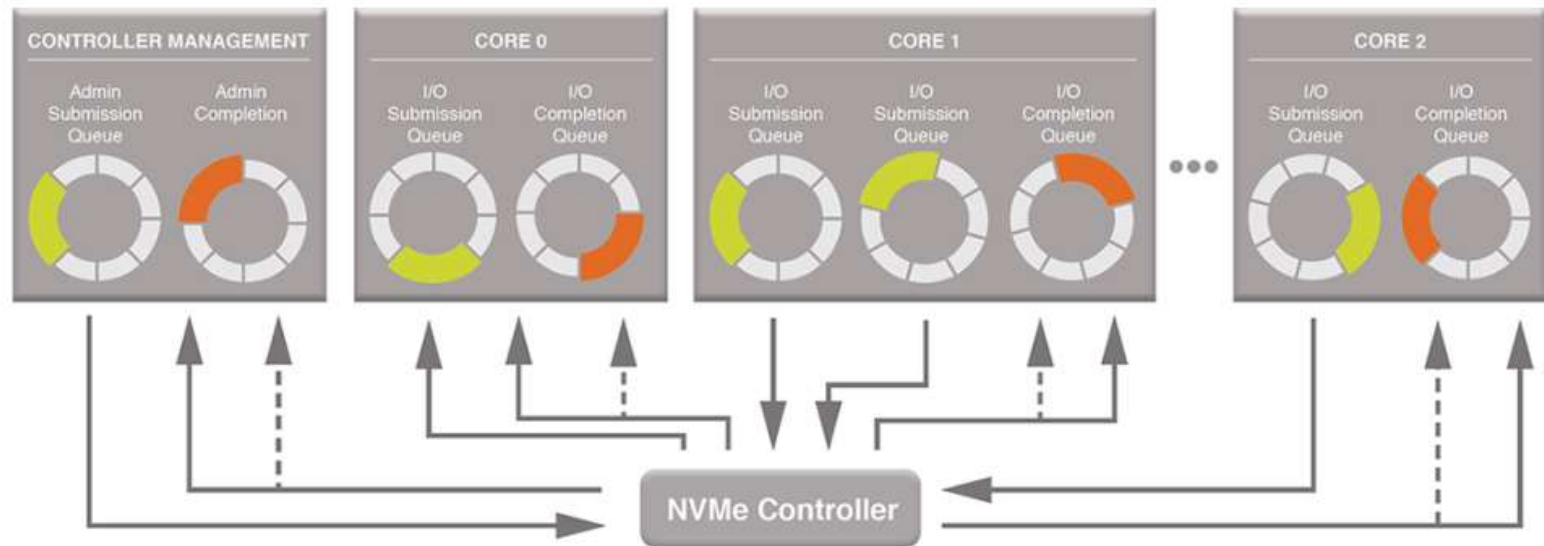 CONTROLLER MANAGEMENT
Admin
Submission
Queue
Admin
Completion
CORE 0
I/O
Submission
Queue
I/O
Completion
Queue
CORE 1
I/O
Submission
Queue
I/O
Submission
Queue
I/O
Completion
Queue
CORE 2
I/O
Submission
Queue
I/O
Completion
Queue
NVMe Controller